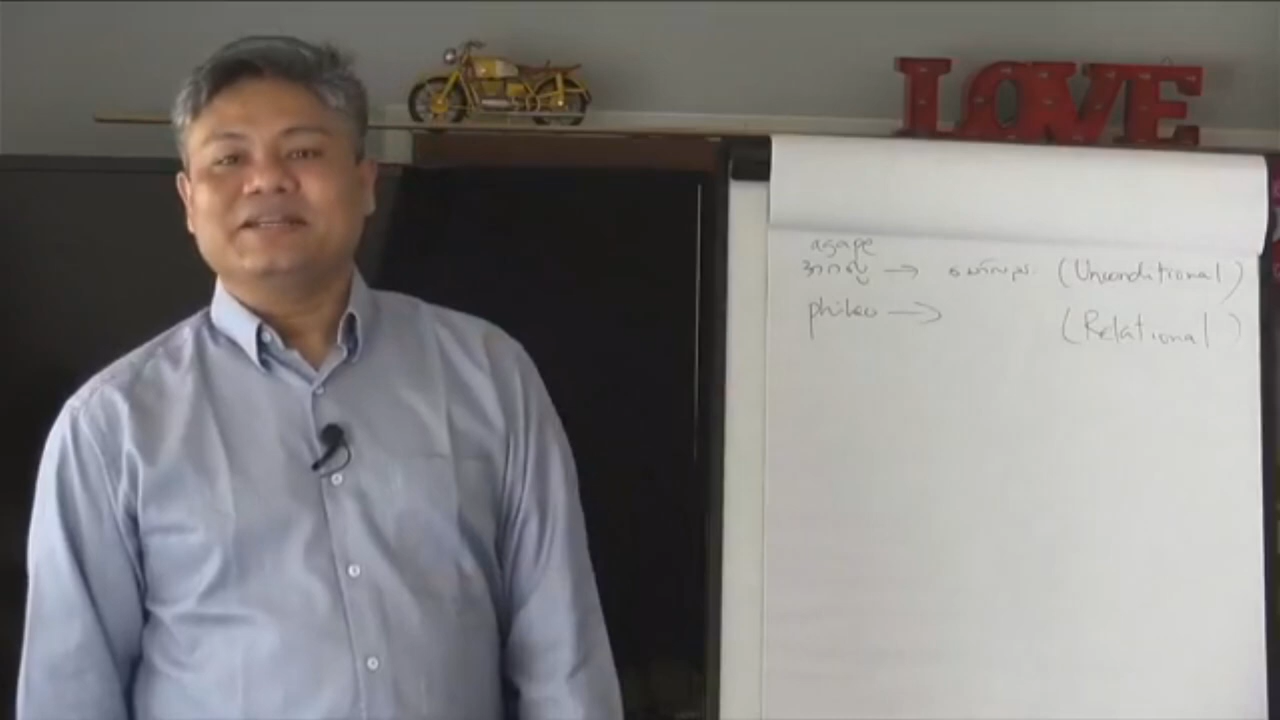 LOVE
agape
→ (Unconditional)
phileo → (Relational)